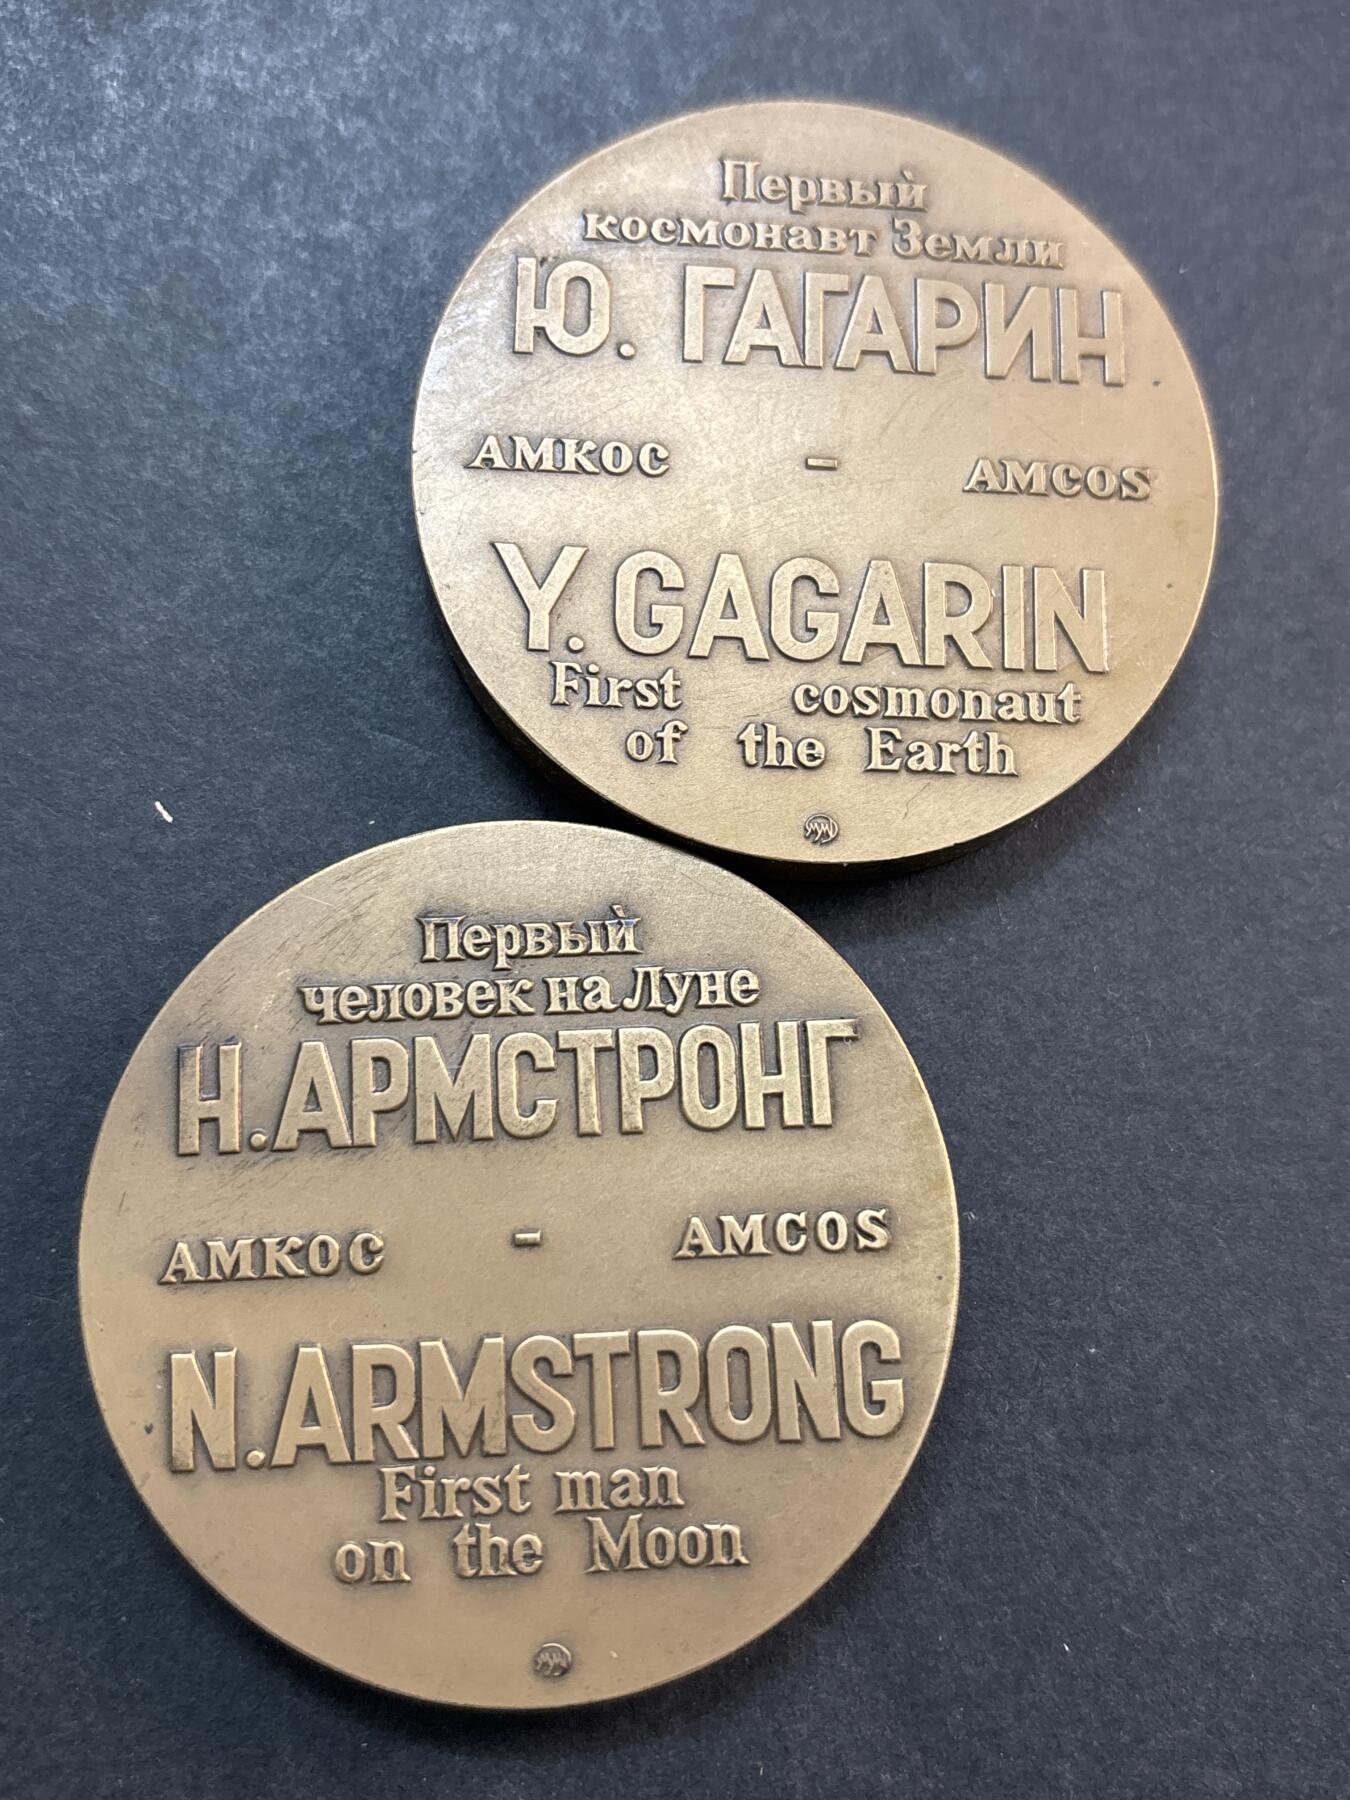 Первый
космонавт Земли
Ю. ГАГАРИН
АМКОС - AMCOS
Y. GAGARIN
First cosmonaut
of the Earth
Первый
человек на Луне
Н. АРМСТРОНГ
АМКОС - AMCOS
N. ARMSTRONG
First man
on the Moon